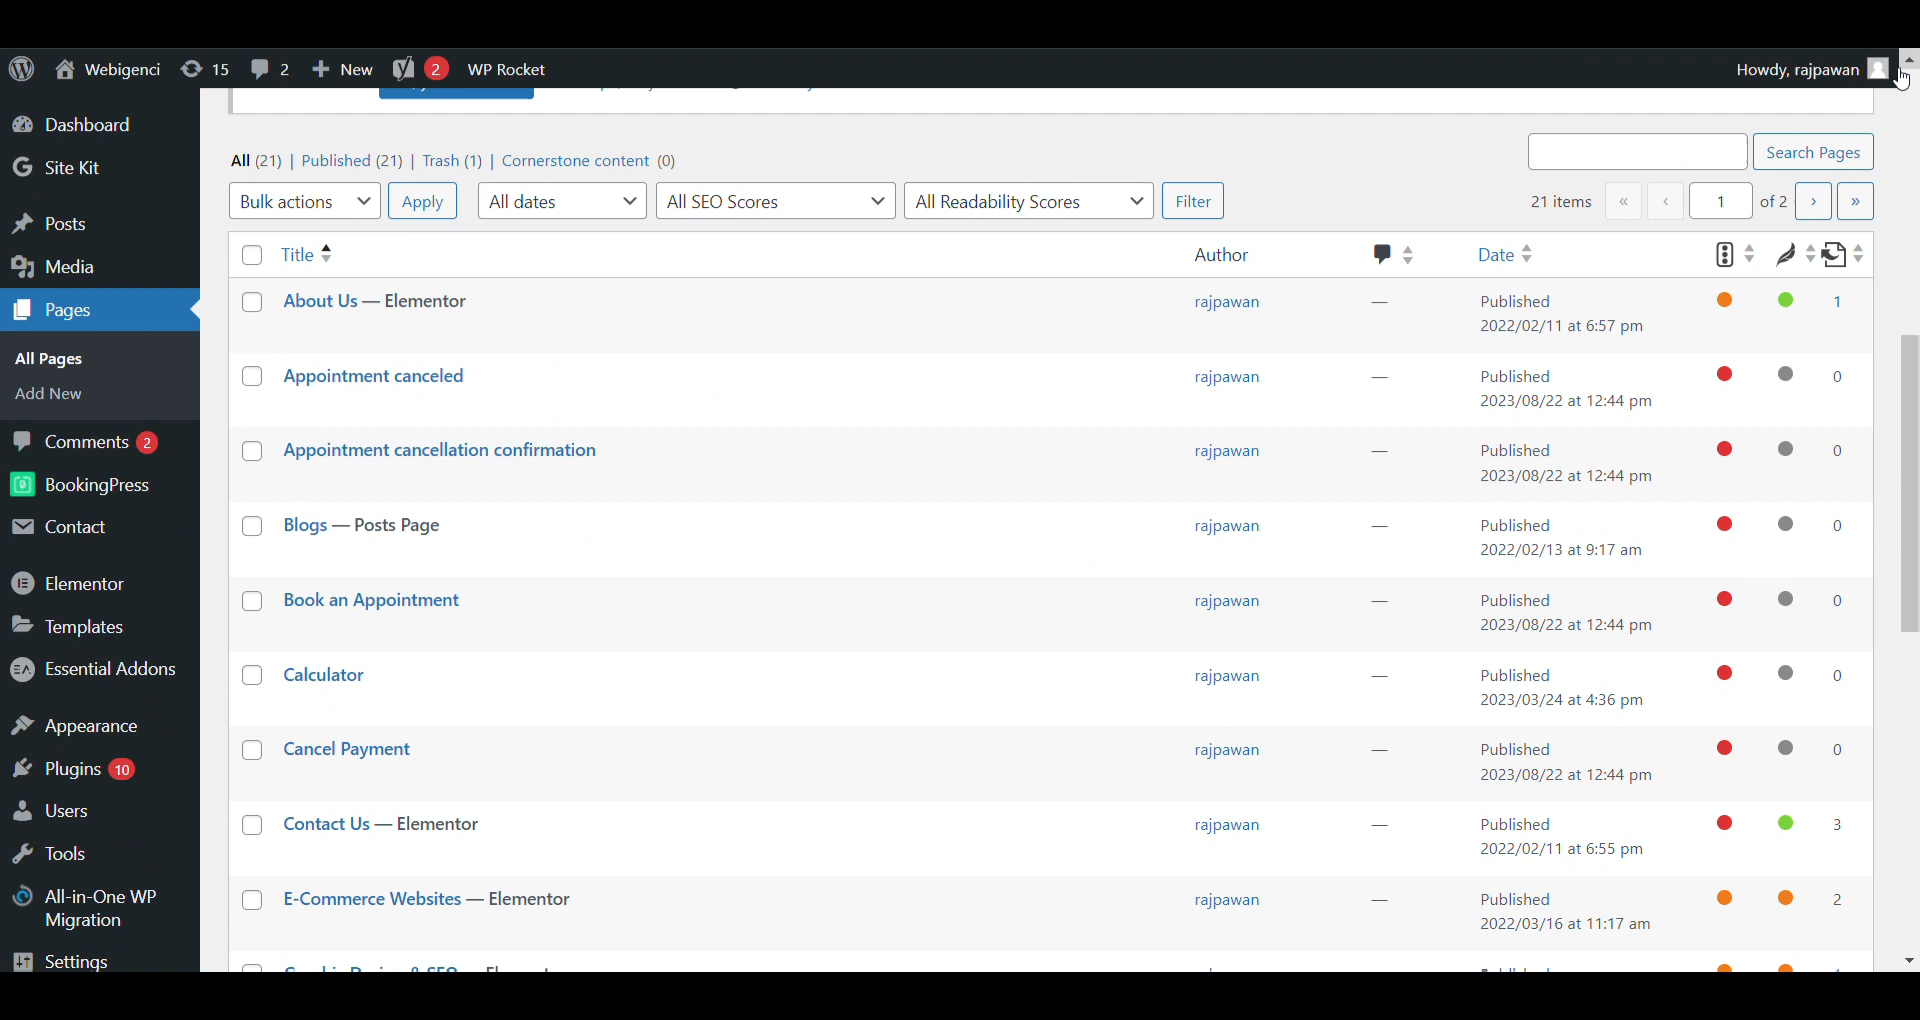 Webigenci 15 2 New 2 WP Rocket Howdy, rajpawan
Dashboard
Site Kit
Posts
Media
Pages
All Pages
Add New
Comments 2
BookingPress
Contact
Elementor
Templates
Essential Addons
Appearance
Plugins 10
Users
Tools
All-in-One WP
Migration
Settings
All (21) | Published (21) | Trash (1) | Cornerstone content (0)
Search Pages
Bulk actions Apply All dates All SEO Scores All Readability Scores Filter 21 items « ‹ 1 of 2 › »
Title Author Date
About Us — Elementor rajpawan — Published 1
2022/02/11 at 6:57 pm
Appointment canceled rajpawan — Published 0
2023/08/22 at 12:44 pm
Appointment cancellation confirmation rajpawan — Published 0
2023/08/22 at 12:44 pm
Blogs — Posts Page rajpawan — Published 0
2022/02/13 at 9:17 am
Book an Appointment rajpawan — Published 0
2023/08/22 at 12:44 pm
Calculator rajpawan — Published 0
2023/03/24 at 4:36 pm
Cancel Payment rajpawan — Published 0
2023/08/22 at 12:44 pm
Contact Us — Elementor rajpawan — Published 3
2022/02/11 at 6:55 pm
E-Commerce Websites — Elementor rajpawan — Published 2
2022/03/16 at 11:17 am